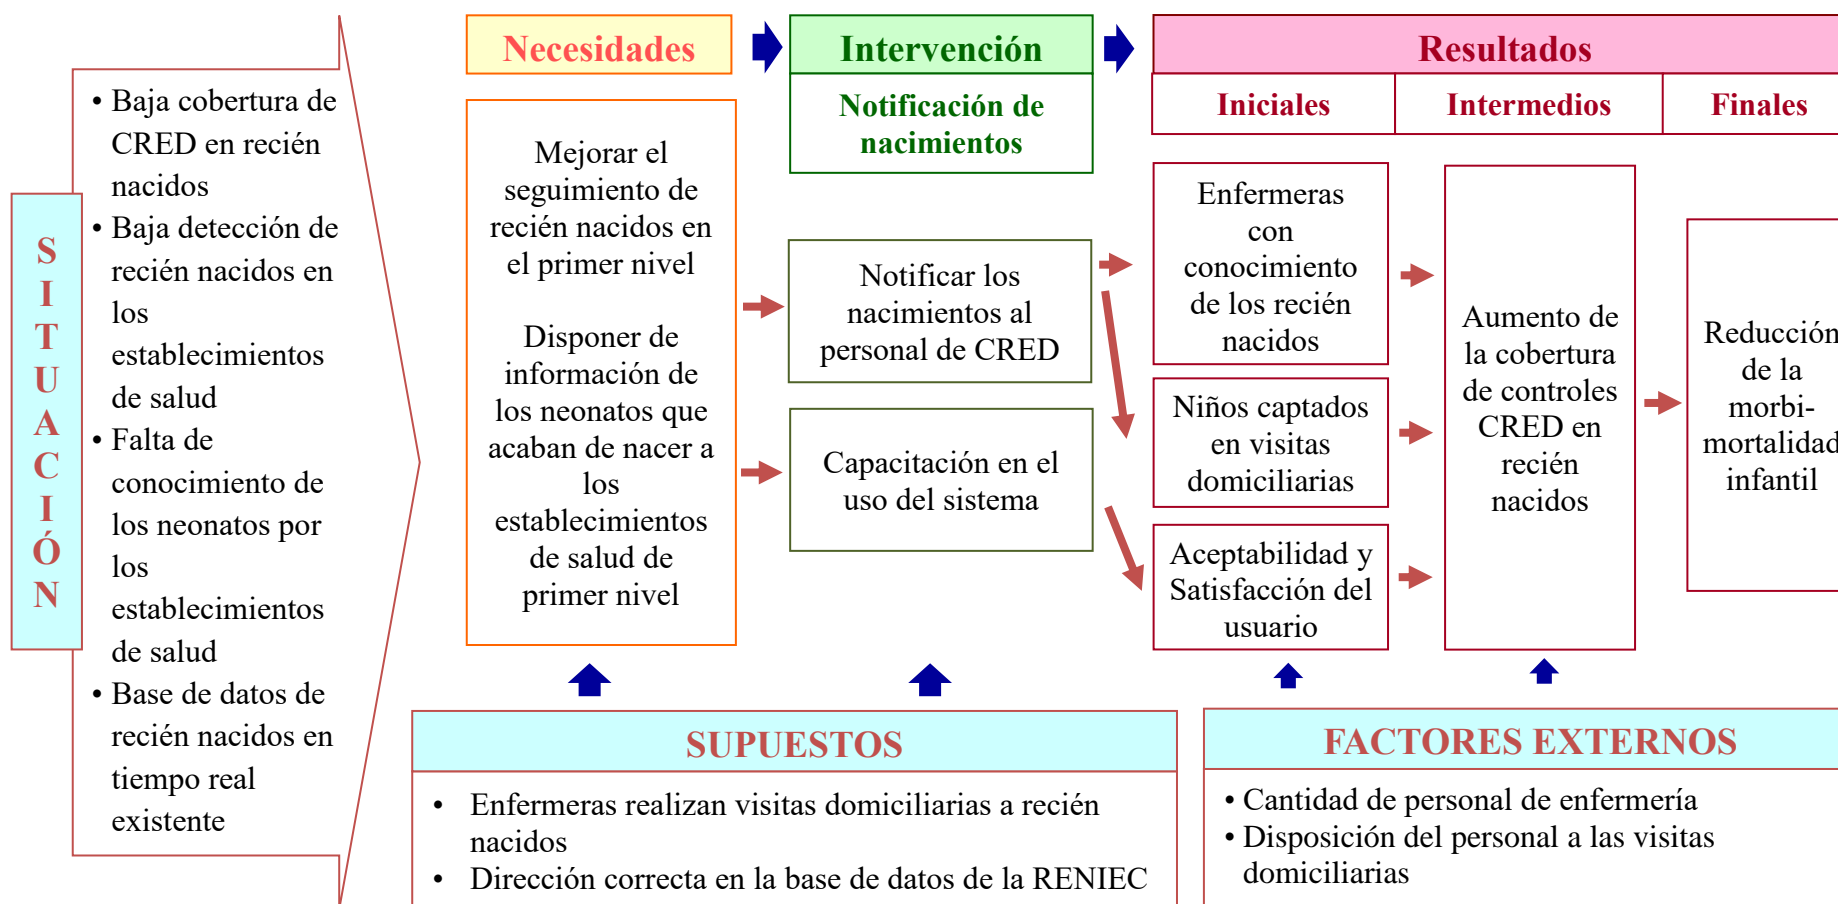 SITUACIÓN
• Baja cobertura de
CRED en recién
nacidos
• Baja detección de
recién nacidos en
los
establecimientos
de salud
• Falta de
conocimiento de
los neonatos por
los
establecimientos
de salud
• Base de datos de
recién nacidos en
tiempo real
existente
Necesidades
Mejorar el
seguimiento de
recién nacidos en
el primer nivel
Disponer de
información de
los neonatos que
acaban de nacer a
los
establecimientos
de salud de
primer nivel
Intervención
Notificación de
nacimientos
Notificar los
nacimientos al
personal de CRED
Capacitación en el
uso del sistema
Resultados
Iniciales
Intermedios
Finales
Enfermeras
con
conocimiento
de los recién
nacidos
Niños captados
en visitas
domiciliarias
Aceptabilidad y
Satisfacción del
usuario
Aumento de
la cobertura
de controles
CRED en
recién
nacidos
Reducción
de la
morbi-
mortalidad
infantil
SUPUESTOS
• Enfermeras realizan visitas domiciliarias a recién
nacidos
• Dirección correcta en la base de datos de la RENIEC
FACTORES EXTERNOS
• Cantidad de personal de enfermería
• Disposición del personal a las visitas
domiciliarias